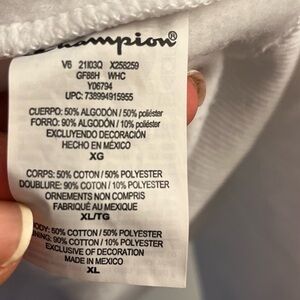 Champion®
V6 21I03Q X258259
GF88H WHC
Y06794
UPC: 738994915955
CUERPO: 50% ALGODÓN / 50% poliéster
FORRO: 90% ALGODÓN / 10% poliéster
EXCLUYENDO DECORACIÓN
HECHO EN MÉXICO
XG
CORPS: 50% COTON / 50% POLYESTER
DOUBLURE: 90% COTON / 10% POLYESTER
ORNEMENTS NON COMPRIS
FABRIQUÉ AU MEXIQUE
XL/TG
BODY: 50% COTTON / 50% POLYESTER
INING: 90% COTTON / 10% POLYESTER
EXCLUSIVE OF DECORATION
MADE IN MEXICO
XL